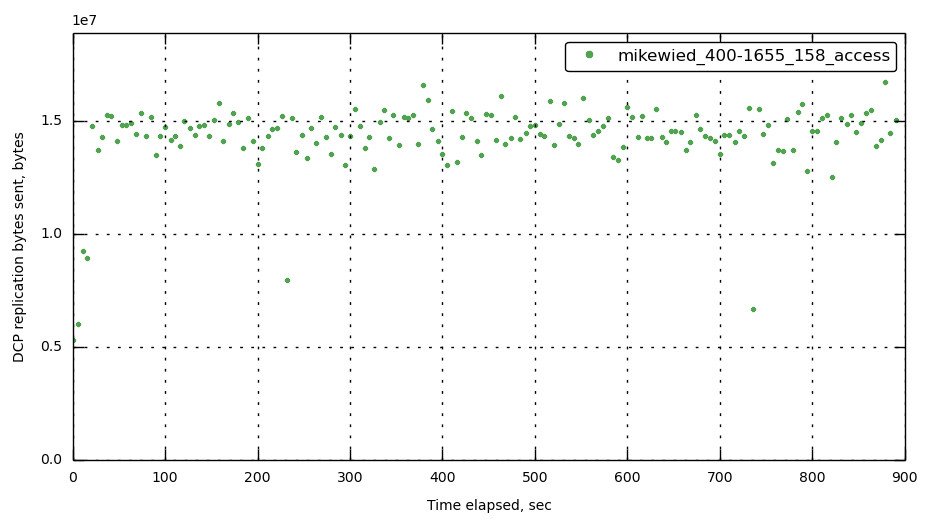 1e7
mikewied_400-1655_158_access
1.5
1.0
0.5
0.0
DCP replication bytes sent, bytes
0 100 200 300 400 500 600 700 800 900
Time elapsed, sec